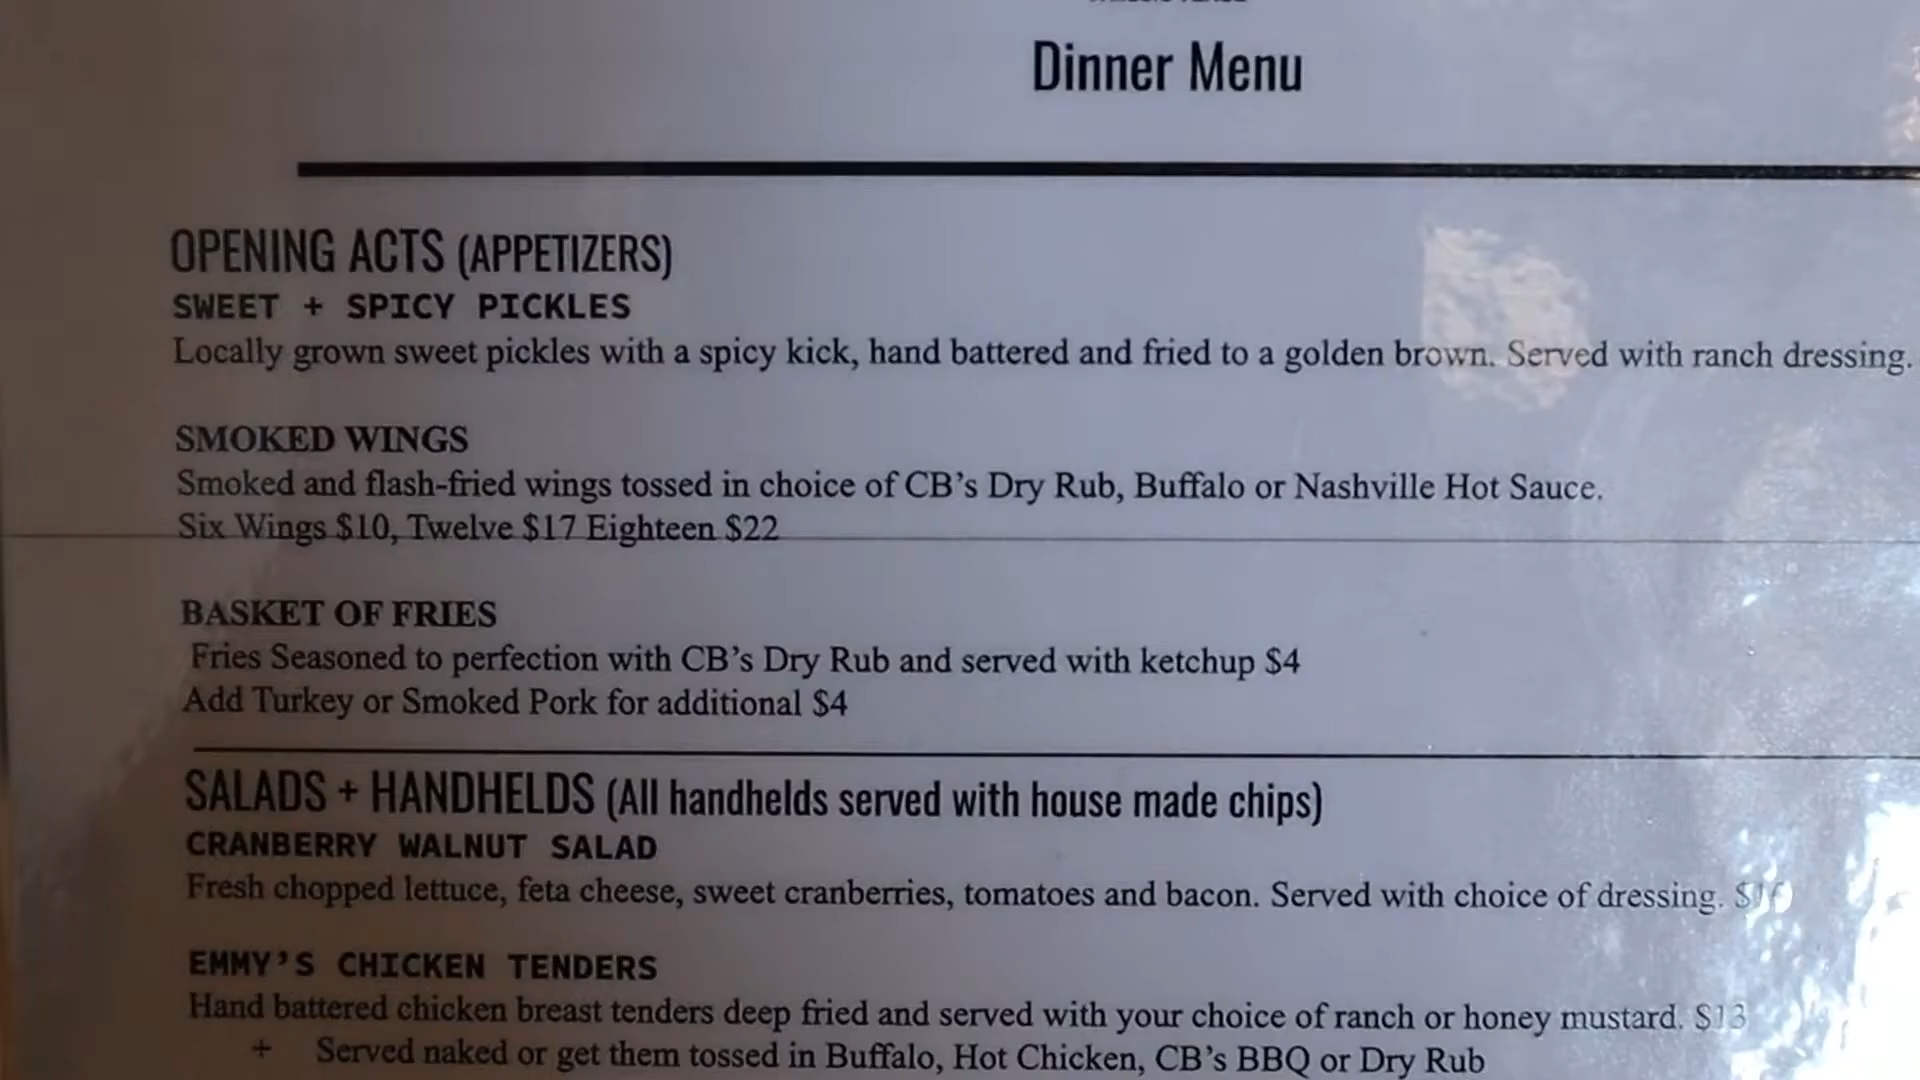 Dinner Menu
OPENING ACTS (APPETIZERS)
SWEET + SPICY PICKLES
Locally grown sweet pickles with a spicy kick, hand battered and fried to a golden brown. Served with ranch dressing.
SMOKED WINGS
Smoked and flash-fried wings tossed in choice of CB's Dry Rub, Buffalo or Nashville Hot Sauce.
Six Wings $10, Twelve $17 Eighteen $22
BASKET OF FRIES
Fries Seasoned to perfection with CB's Dry Rub and served with ketchup $4
Add Turkey or Smoked Pork for additional $4
SALADS + HANDHELDS (All handhelds served with house made chips)
CRANBERRY WALNUT SALAD
Fresh chopped lettuce, feta cheese, sweet cranberries, tomatoes and bacon. Served with choice of dressing.
EMMY'S CHICKEN TENDERS
Hand battered chicken breast tenders deep fried and served with your choice of ranch or honey mustard. $13
+ Served naked or get them tossed in Buffalo, Hot Chicken, CB's BBQ or Dry Rub